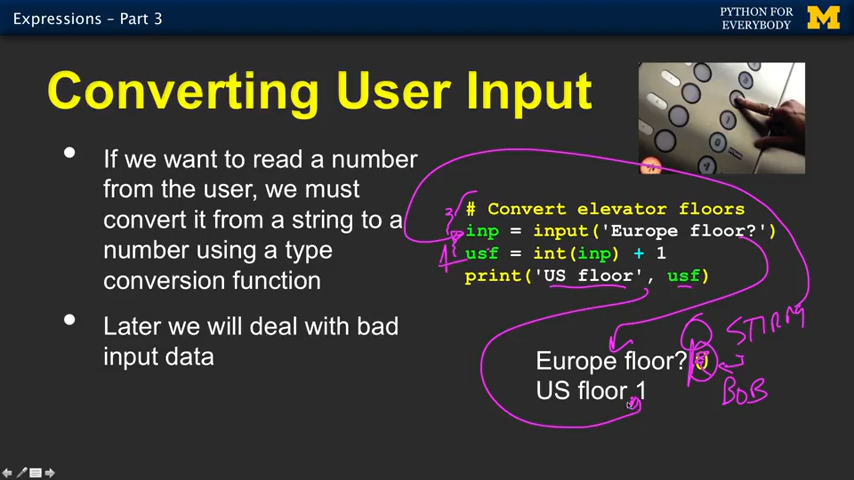 Expressions – Part 3
PYTHON FOR
EVERYBODY
M
Converting User Input
• If we want to read a number
from the user, we must
convert it from a string to a
number using a type
conversion function
• Later we will deal with bad
input data
# Convert elevator floors
inp = input('Europe floor?')
usf = int(inp) + 1
print('US floor', usf)
Europe floor? 0
US floor 1
BOB